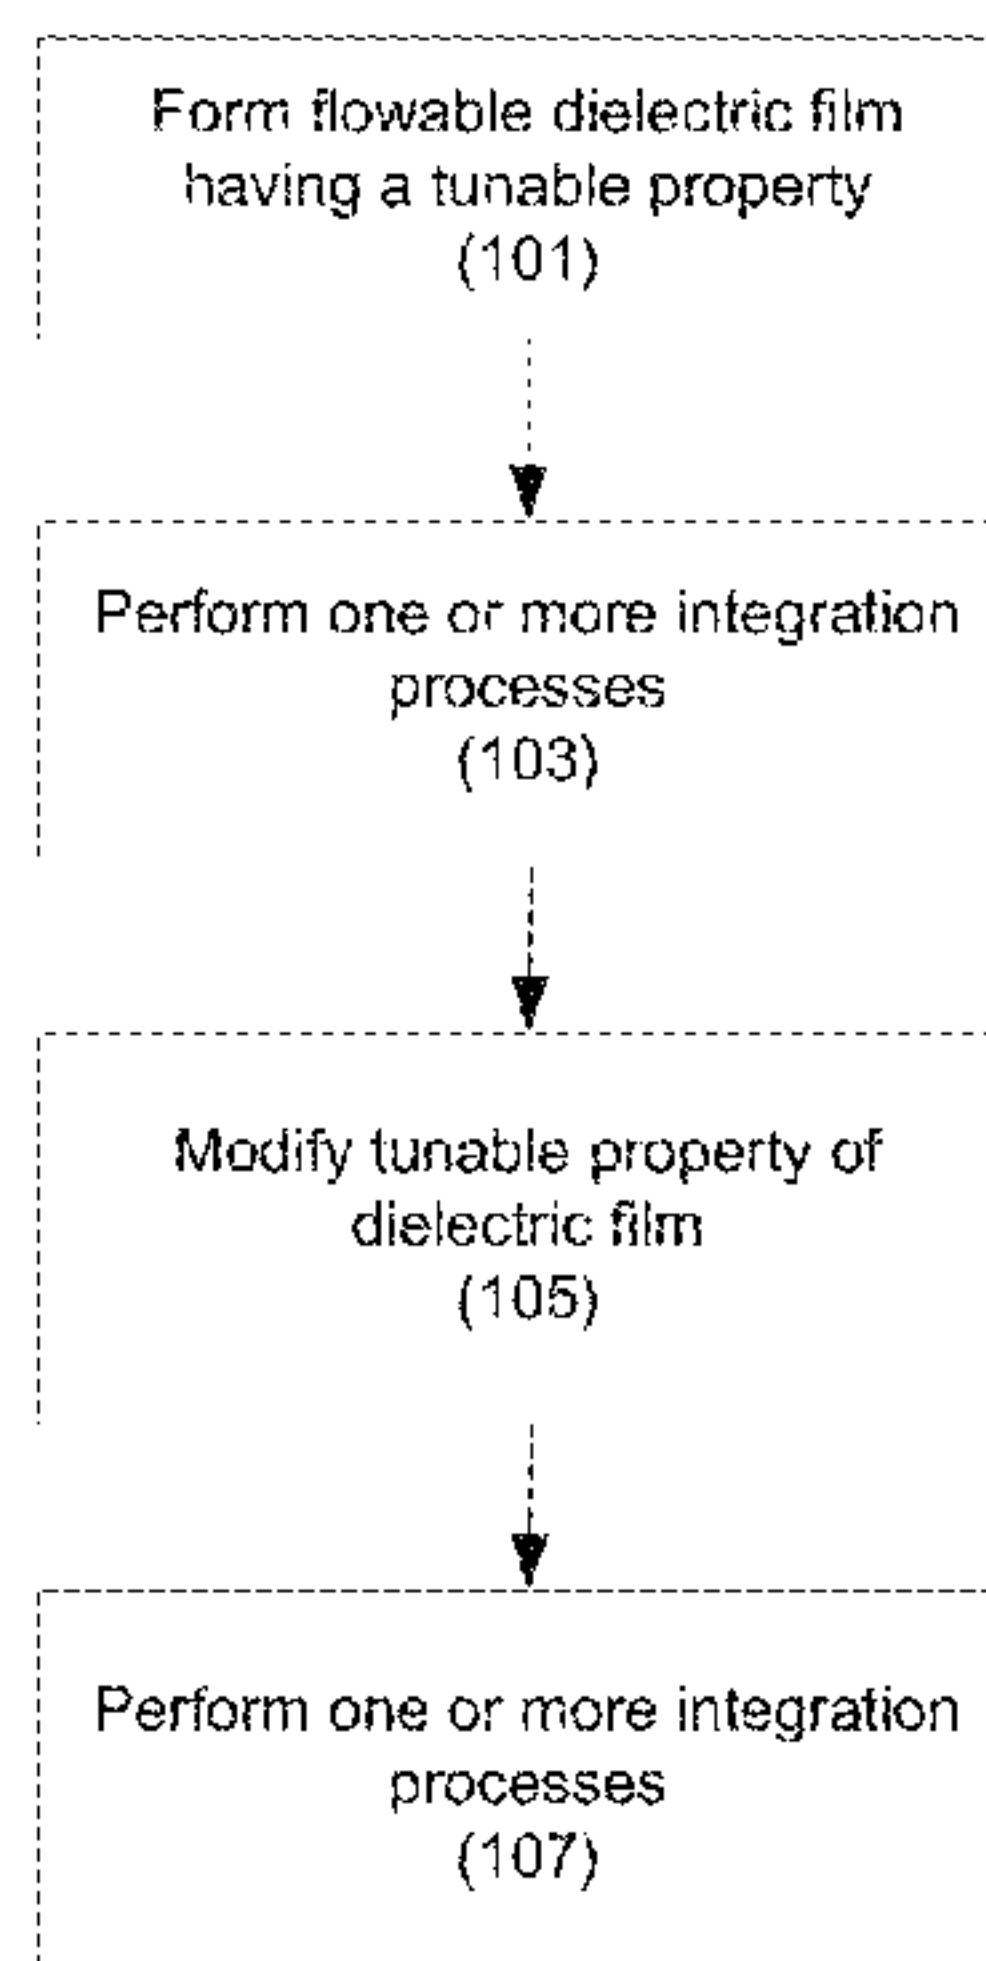 Form flowable dielectric film
having a tunable property
(101)
Perform one or more integration
processes
(103)
Modify tunable property of
dielectric film
(105)
Perform one or more integration
processes
(107)